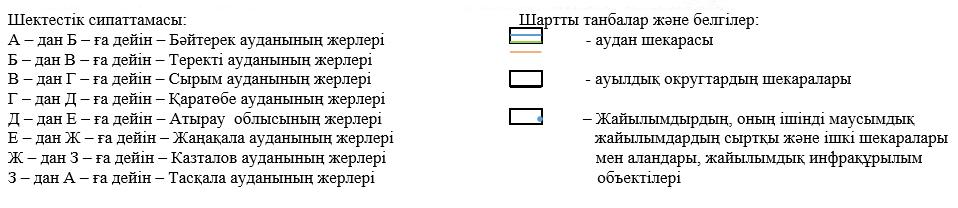 Шектестік сипаттамасы:
А – дан Б – ға дейін – Бәйтерек ауданының жерлері
Б – дан В – ға дейін – Теректі ауданының жерлері
В – дан Г – ға дейін – Сырым ауданының жерлері
Г – дан Д – ға дейін – Қаратөбе ауданының жерлері
Д – дан Е – ға дейін – Атырау облысының жерлері
Е – дан Ж – ға дейін – Жаңақала ауданының жерлері
Ж – дан З – ға дейін – Казталов ауданының жерлері
З – дан А – ға дейін – Тасқала ауданының жерлері
Шартты танбалар және белгілер:
- аудан шекарасы
- ауылдық округтардың шекаралары
– Жайылымдырдың, оның ішінді маусымдық
жайылымдардың сыртқы және ішкі шекаралары
мен аландары, жайылымдық инфрақұрылым
объектілері